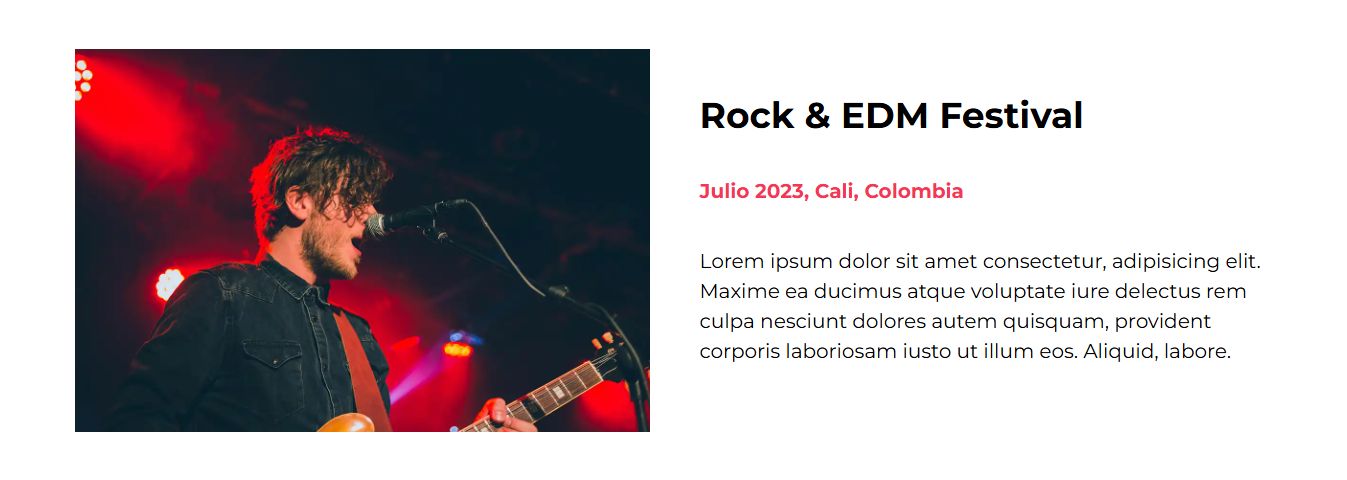 Rock & EDM Festival
Julio 2023, Cali, Colombia
Lorem ipsum dolor sit amet consectetur, adipisicing elit.
Maxime ea ducimus atque voluptate iure delectus rem
culpa nesciunt dolores autem quisquam, provident
corporis laboriosam iusto ut illum eos. Aliquid, labore.